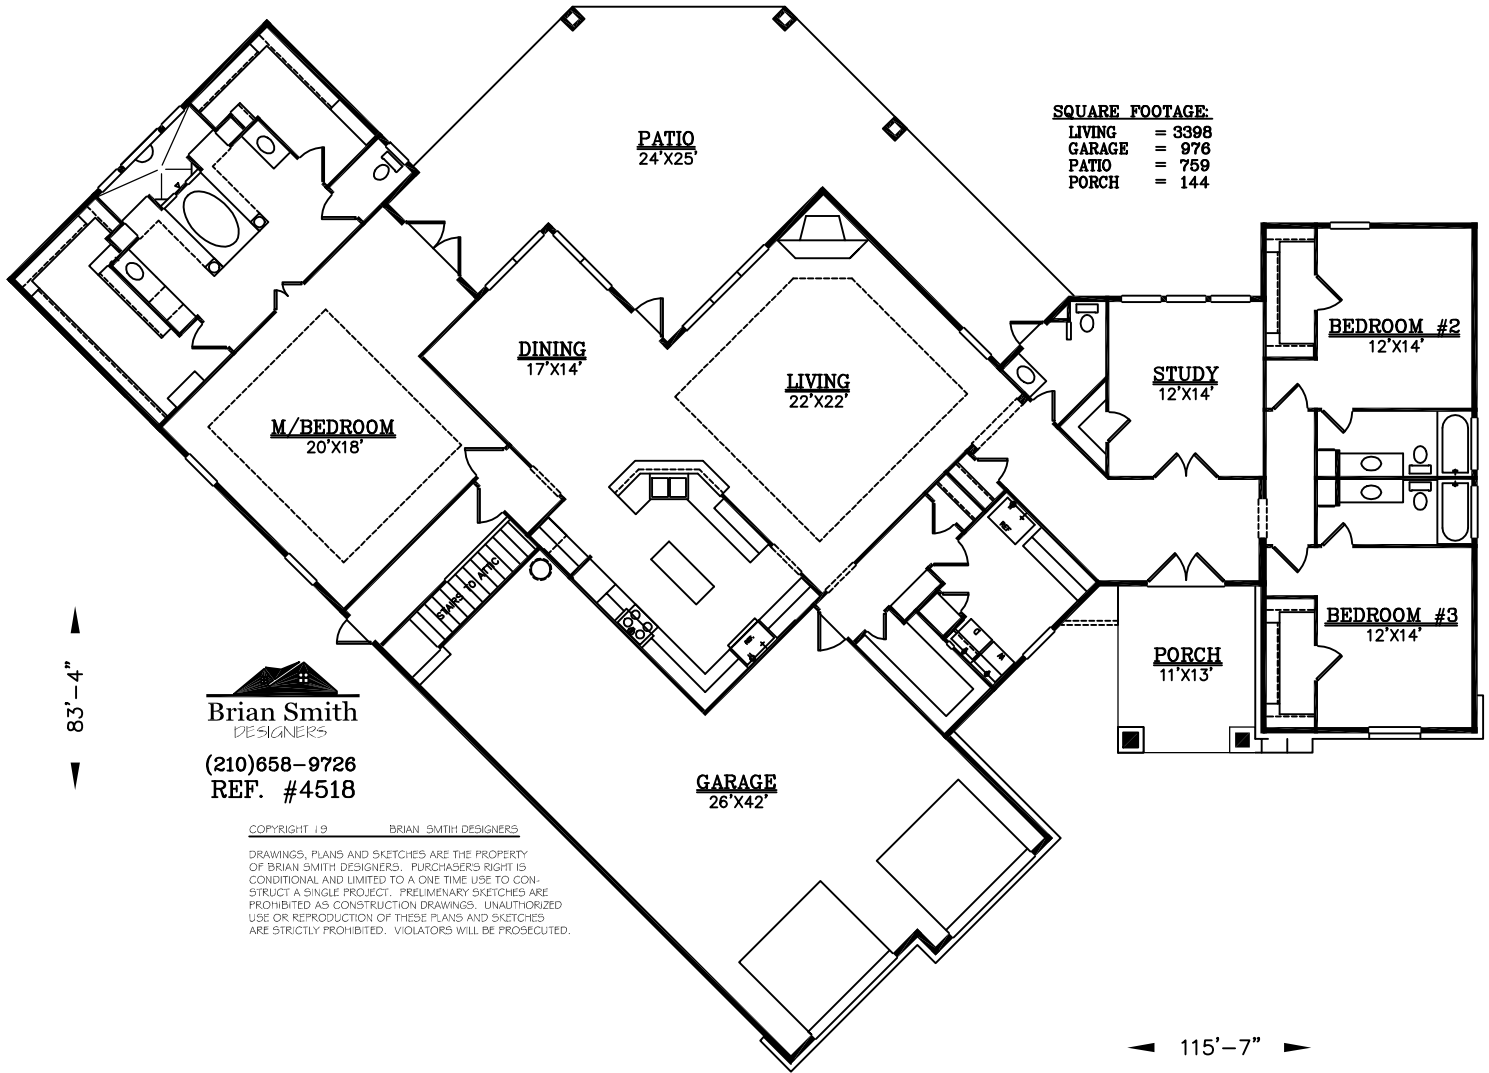 PATIO
24'X25'
SQUARE FOOTAGE:
LIVING = 3398
GARAGE = 976
PATIO = 759
PORCH = 144
BEDROOM #2
12'X14'
DINING
17'X14'
LIVING
22'X22'
STUDY
12'X14'
M/BEDROOM
20'X18'
REF.
STAIRS TO ATTIC
REF.
D
W
BEDROOM #3
12'X14'
PORCH
11'X13'
83'-4"
Brian Smith
DESIGNERS
(210)658-9726
REF. #4518
GARAGE
26'X42'
COPYRIGHT 19 BRIAN SMTIH DESIGNERS
DRAWINGS, PLANS AND SKETCHES ARE THE PROPERTY
OF BRIAN SMITH DESIGNERS. PURCHASER'S RIGHT IS
CONDITIONAL AND LIMITED TO A ONE TIME USE TO CON-
STRUCT A SINGLE PROJECT. PRELIMENARY SKETCHES ARE
PROHIBITED AS CONSTRUCTION DRAWINGS. UNAUTHORIZED
USE OR REPRODUCTION OF THESE PLANS AND SKETCHES
ARE STRICTLY PROHIBITED. VIOLATORS WILL BE PROSECUTED.
115'-7"